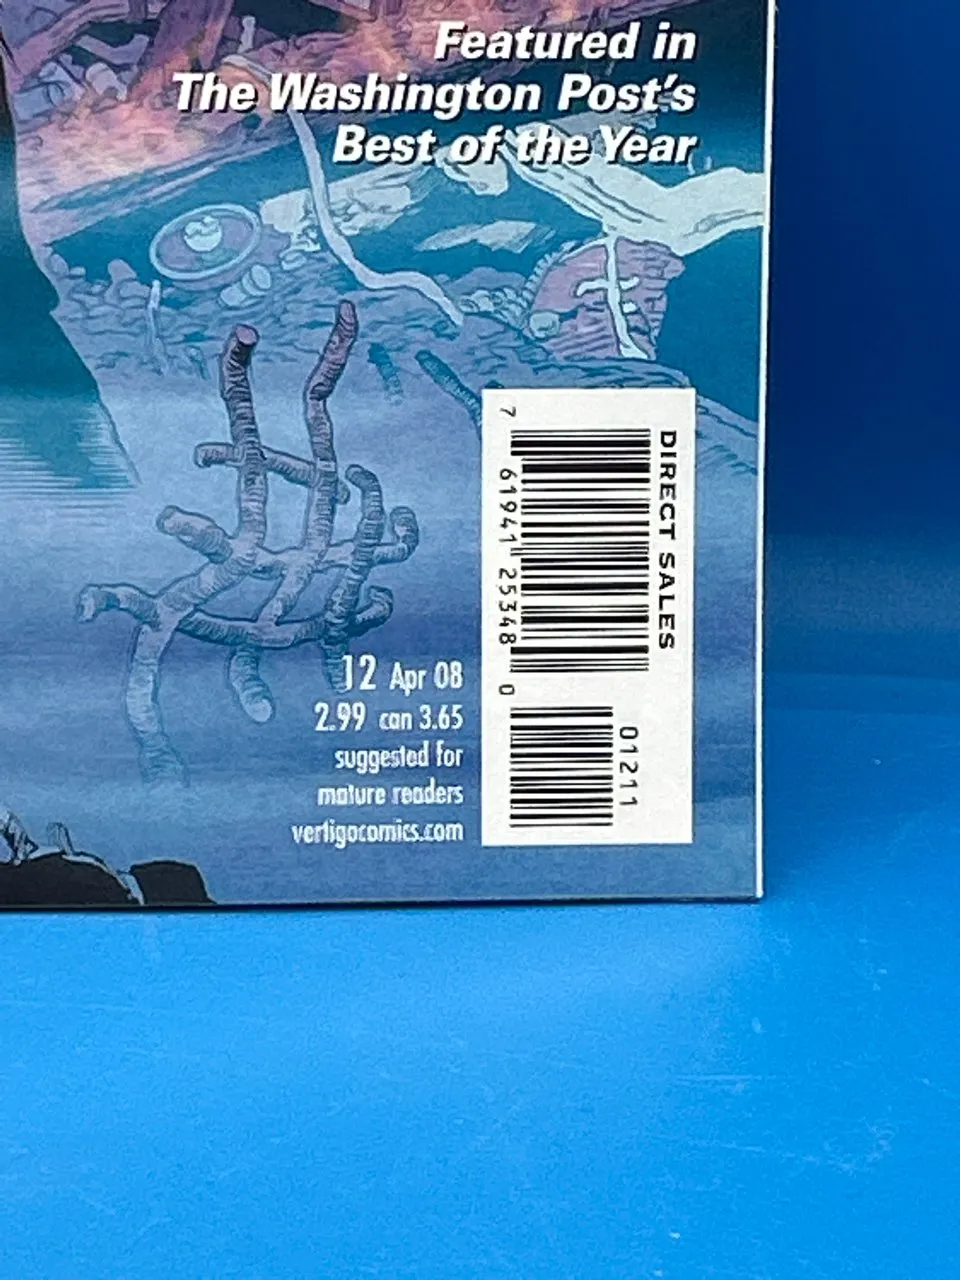 Featured in
The Washington Post's
Best of the Year
12 Apr 08
2.99 can 3.65
suggested for
mature readers
vertigocomics.com
DIRECT SALES
7 61941 25348 0
01211